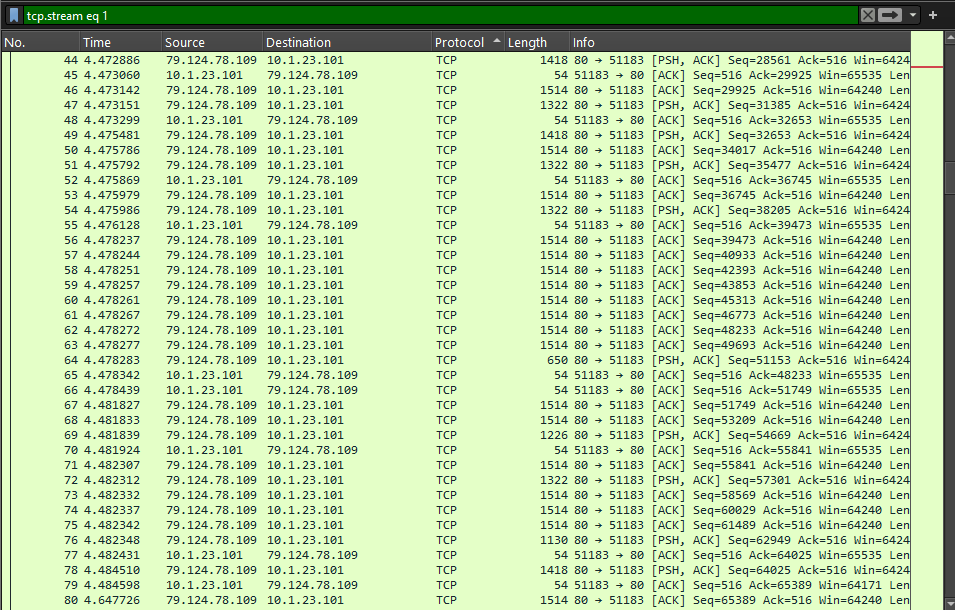 tcp.stream eq 1
No. Time Source Destination Protocol Length Info
44 4.472886 79.124.78.109 10.1.23.101 TCP 1418 80 → 51183 [PSH, ACK] Seq=28561 Ack=516 Win=6424
45 4.473060 10.1.23.101 79.124.78.109 TCP 54 51183 → 80 [ACK] Seq=516 Ack=29925 Win=65535 Len
46 4.473142 79.124.78.109 10.1.23.101 TCP 1514 80 → 51183 [ACK] Seq=29925 Ack=516 Win=64240 Len
47 4.473151 79.124.78.109 10.1.23.101 TCP 1322 80 → 51183 [PSH, ACK] Seq=31385 Ack=516 Win=6424
48 4.473299 10.1.23.101 79.124.78.109 TCP 54 51183 → 80 [ACK] Seq=516 Ack=32653 Win=65535 Len
49 4.475481 79.124.78.109 10.1.23.101 TCP 1418 80 → 51183 [PSH, ACK] Seq=32653 Ack=516 Win=6424
50 4.475786 79.124.78.109 10.1.23.101 TCP 1514 80 → 51183 [ACK] Seq=34017 Ack=516 Win=64240 Len
51 4.475792 79.124.78.109 10.1.23.101 TCP 1322 80 → 51183 [PSH, ACK] Seq=35477 Ack=516 Win=6424
52 4.475869 10.1.23.101 79.124.78.109 TCP 54 51183 → 80 [ACK] Seq=516 Ack=36745 Win=65535 Len
53 4.475979 79.124.78.109 10.1.23.101 TCP 1514 80 → 51183 [ACK] Seq=36745 Ack=516 Win=64240 Len
54 4.475986 79.124.78.109 10.1.23.101 TCP 1322 80 → 51183 [PSH, ACK] Seq=38205 Ack=516 Win=6424
55 4.476128 10.1.23.101 79.124.78.109 TCP 54 51183 → 80 [ACK] Seq=516 Ack=39473 Win=65535 Len
56 4.478237 79.124.78.109 10.1.23.101 TCP 1514 80 → 51183 [ACK] Seq=39473 Ack=516 Win=64240 Len
57 4.478244 79.124.78.109 10.1.23.101 TCP 1514 80 → 51183 [ACK] Seq=40933 Ack=516 Win=64240 Len
58 4.478251 79.124.78.109 10.1.23.101 TCP 1514 80 → 51183 [ACK] Seq=42393 Ack=516 Win=64240 Len
59 4.478257 79.124.78.109 10.1.23.101 TCP 1514 80 → 51183 [ACK] Seq=43853 Ack=516 Win=64240 Len
60 4.478261 79.124.78.109 10.1.23.101 TCP 1514 80 → 51183 [ACK] Seq=45313 Ack=516 Win=64240 Len
61 4.478267 79.124.78.109 10.1.23.101 TCP 1514 80 → 51183 [ACK] Seq=46773 Ack=516 Win=64240 Len
62 4.478272 79.124.78.109 10.1.23.101 TCP 1514 80 → 51183 [ACK] Seq=48233 Ack=516 Win=64240 Len
63 4.478277 79.124.78.109 10.1.23.101 TCP 1514 80 → 51183 [ACK] Seq=49693 Ack=516 Win=64240 Len
64 4.478283 79.124.78.109 10.1.23.101 TCP 650 80 → 51183 [PSH, ACK] Seq=51153 Ack=516 Win=6424
65 4.478342 10.1.23.101 79.124.78.109 TCP 54 51183 → 80 [ACK] Seq=516 Ack=48233 Win=65535 Len
66 4.478439 10.1.23.101 79.124.78.109 TCP 54 51183 → 80 [ACK] Seq=516 Ack=51749 Win=65535 Len
67 4.481827 79.124.78.109 10.1.23.101 TCP 1514 80 → 51183 [ACK] Seq=51749 Ack=516 Win=64240 Len
68 4.481833 79.124.78.109 10.1.23.101 TCP 1514 80 → 51183 [ACK] Seq=53209 Ack=516 Win=64240 Len
69 4.481839 79.124.78.109 10.1.23.101 TCP 1226 80 → 51183 [PSH, ACK] Seq=54669 Ack=516 Win=6424
70 4.481924 10.1.23.101 79.124.78.109 TCP 54 51183 → 80 [ACK] Seq=516 Ack=55841 Win=65535 Len
71 4.482307 79.124.78.109 10.1.23.101 TCP 1514 80 → 51183 [ACK] Seq=55841 Ack=516 Win=64240 Len
72 4.482312 79.124.78.109 10.1.23.101 TCP 1322 80 → 51183 [PSH, ACK] Seq=57301 Ack=516 Win=6424
73 4.482332 79.124.78.109 10.1.23.101 TCP 1514 80 → 51183 [ACK] Seq=58569 Ack=516 Win=64240 Len
74 4.482337 79.124.78.109 10.1.23.101 TCP 1514 80 → 51183 [ACK] Seq=60029 Ack=516 Win=64240 Len
75 4.482342 79.124.78.109 10.1.23.101 TCP 1514 80 → 51183 [ACK] Seq=61489 Ack=516 Win=64240 Len
76 4.482348 79.124.78.109 10.1.23.101 TCP 1130 80 → 51183 [PSH, ACK] Seq=62949 Ack=516 Win=6424
77 4.482431 10.1.23.101 79.124.78.109 TCP 54 51183 → 80 [ACK] Seq=516 Ack=64025 Win=65535 Len
78 4.484510 79.124.78.109 10.1.23.101 TCP 1418 80 → 51183 [PSH, ACK] Seq=64025 Ack=516 Win=6424
79 4.484598 10.1.23.101 79.124.78.109 TCP 54 51183 → 80 [ACK] Seq=516 Ack=65389 Win=64171 Len
80 4.647726 79.124.78.109 10.1.23.101 TCP 1514 80 → 51183 [ACK] Seq=65389 Ack=516 Win=64240 Len